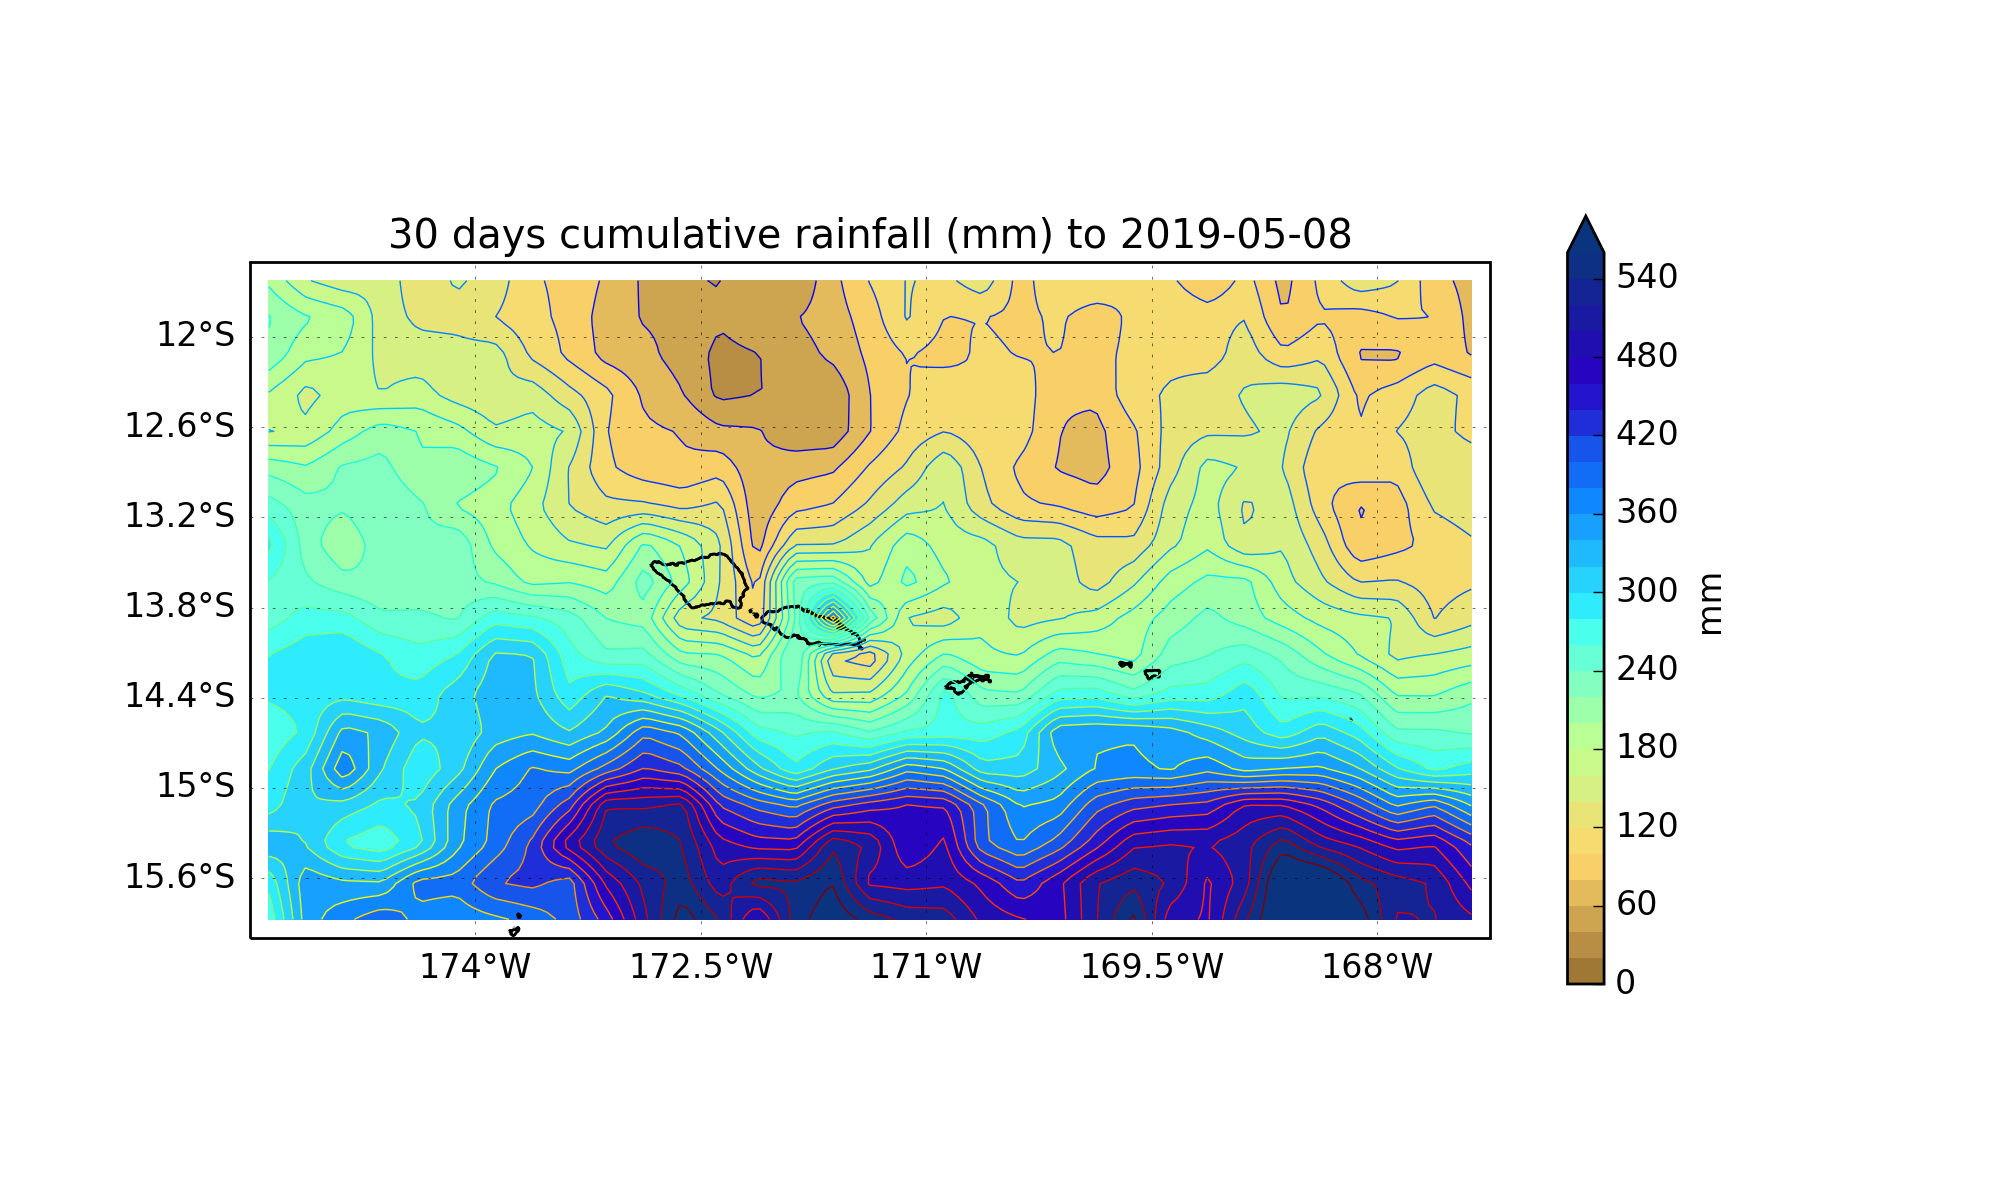 30 days cumulative rainfall (mm) to 2019-05-08
12°S
12.6°S
13.2°S
13.8°S
14.4°S
15°S
15.6°S
174°W
172.5°W
171°W
169.5°W
168°W
540
480
420
360
300
240
180
120
60
0
mm